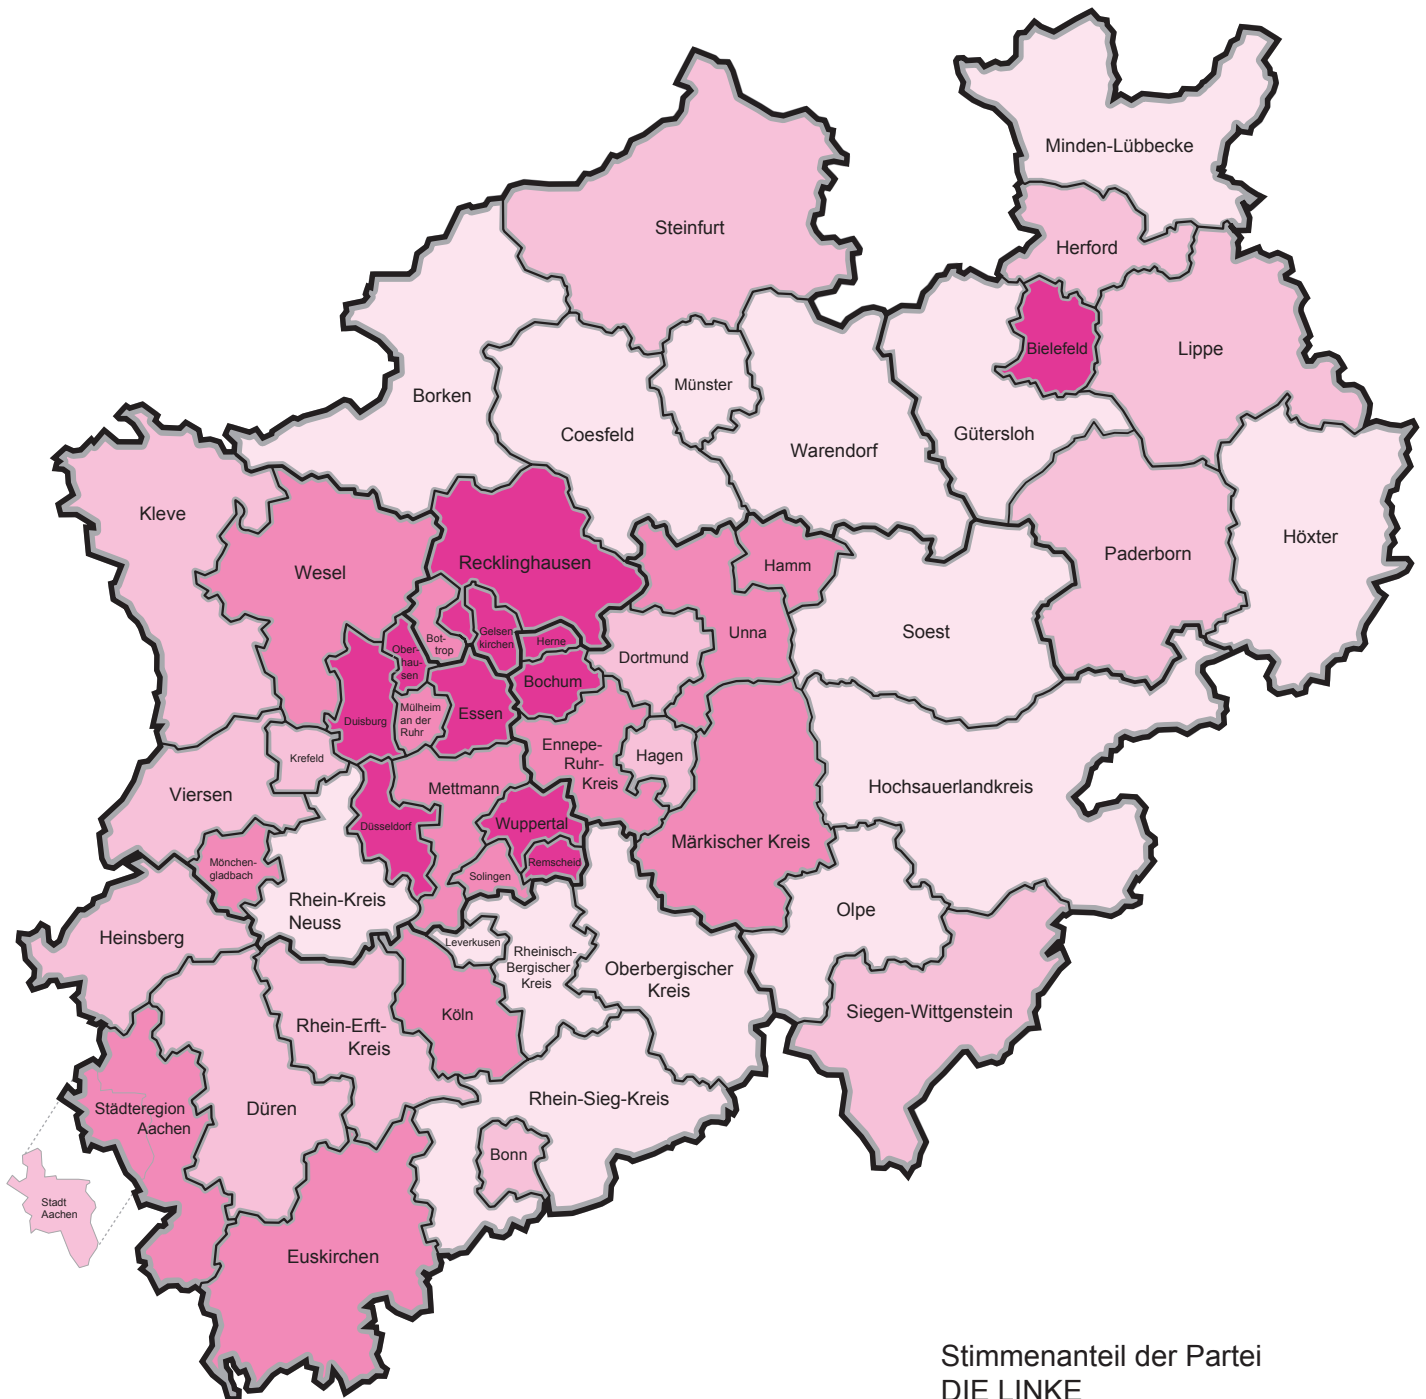 Minden-Lübbecke
Steinfurt
Herford
Bielefeld
Lippe
Münster
Borken
Coesfeld
Warendorf
Gütersloh
Kleve
Höxter
Paderborn
Recklinghausen
Wesel
Hamm
Unna
Soest
Gelsen
kirchen
Herne
Bot-
trop
Ober-
hau-
sen
Dortmund
Bochum
Essen
Mülheim
an der
Ruhr
Duisburg
Ennepe-
Ruhr-
Kreis
Hagen
Krefeld
Hochsauerlandkreis
Mettmann
Viersen
Wuppertal
Düsseldorf
Märkischer Kreis
Remscheid
Mönchen-
gladbach
Solingen
Rhein-Kreis
Neuss
Olpe
Heinsberg
Leverkusen
Rheinisch-
Bergischer
Kreis
Oberbergischer
Kreis
Köln
Siegen-Wittgenstein
Rhein-Erft-
Kreis
Rhein-Sieg-Kreis
Städteregion
Aachen
Düren
Bonn
Stadt
Aachen
Euskirchen
Stimmenanteil der Partei
DIE LINKE